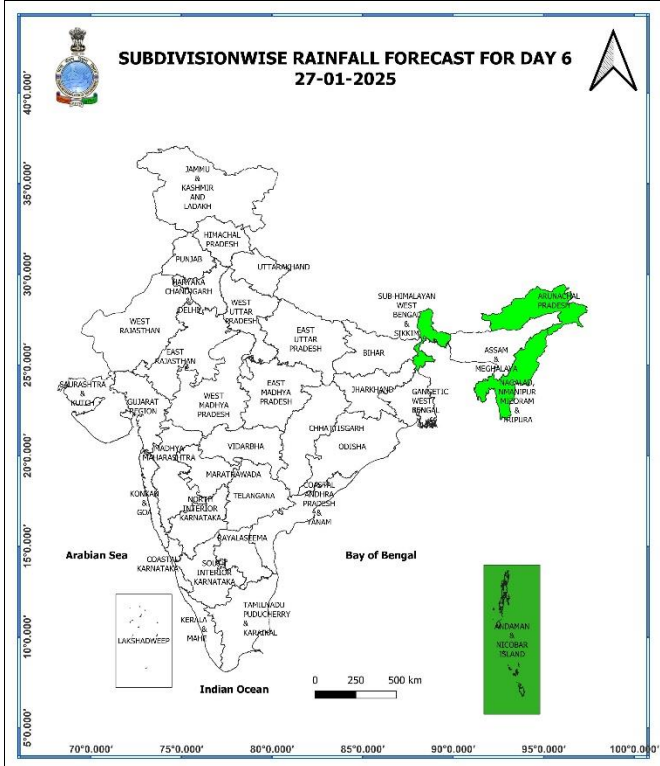 SUBDIVISIONWISE RAINFALL FORECAST FOR DAY 6
27-01-2025
40°0.000'
35°0.000'
30°0.000'
25°0.000'
20°0.000'
15°0.000'
10°0.000'
5°0.000'
JAMMU
&
KASHMIR
AND
LADAKH
HIMACHAL
PRADESH
PUNJAB
UTTARAKHAND
HARYANA
CHANDIGARH
&
DELHI
WEST
UTTAR
PRADESH
WEST
RAJASTHAN
EAST
RAJASTHAN
EAST
UTTAR
PRADESH
SUB HIMALAYAN
WEST
BENGAL
&
SIKKIM
ARUNACHAL
PRADESH
ASSAM
&
MEGHALAYA
NAGALAD,
MANIPUR
MIZORAM
&
TRIPURA
BIHAR
SAURASHTRA
&
KUTCH
GUJARAT
REGION
WEST
MADHYA
PRADESH
EAST
MADHYA
PRADESH
JHARKHAND
GANGETIC
WEST
BENGAL
CHHATTISGARH
ODISHA
MADHYA
MAHARASHTRA
VIDARBHA
MARATHWADA
KONKAN
&
GOA
NORTH
INTERIOR
KARNATAKA
TELANGANA
COASTAL
ANDHRA
PRADESH
&
YANAM
RAYALASEEMA
Arabian Sea
Bay of Bengal
COASTAL
KARNATAKA
SOUTH
INTERIOR
KARNATAKA
KERALA
&
MAHE
TAMILNADU
PUDUCHERRY
&
KARAIKAL
LAKSHADWEEP
ANDAMAN
&
NICOBAR
ISLAND
Indian Ocean
0 250 500 km
70°0.000' 75°0.000' 80°0.000' 85°0.000' 90°0.000' 95°0.000' 100°0.000'